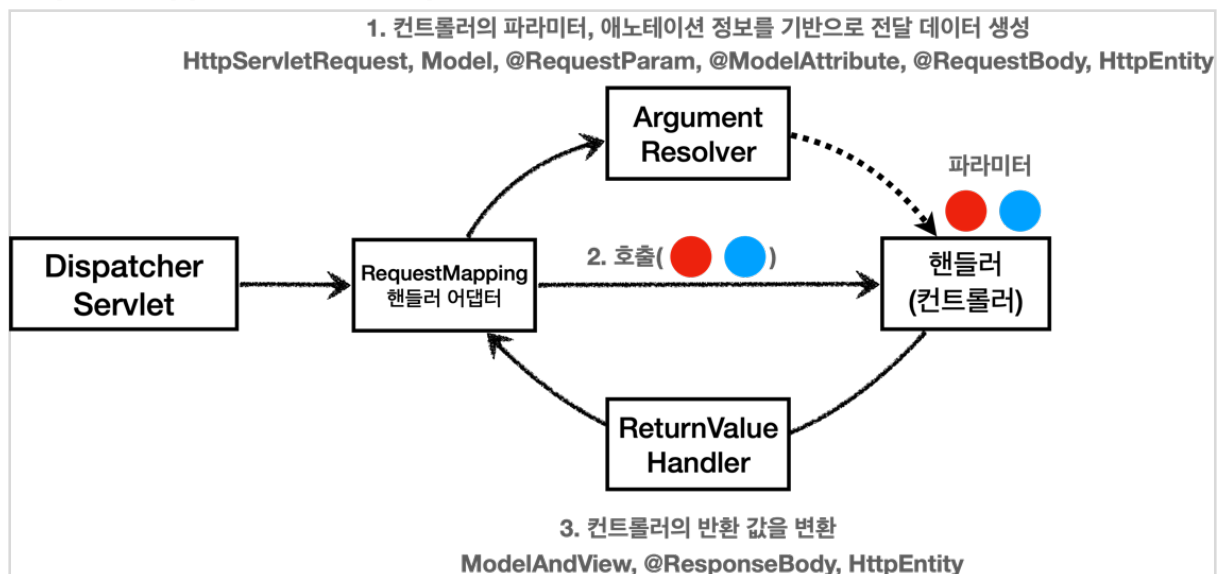 1. 컨트롤러의 파라미터, 애노테이션 정보를 기반으로 전달 데이터 생성
HttpServletRequest, Model, @RequestParam, @ModelAttribute, @RequestBody, HttpEntity
Argument
Resolver
파라미터
Dispatcher
Servlet
RequestMapping
핸들러 어댑터
2. 호출( )
핸들러
(컨트롤러)
ReturnValue
Handler
3. 컨트롤러의 반환 값을 변환
ModelAndView, @ResponseBody, HttpEntity